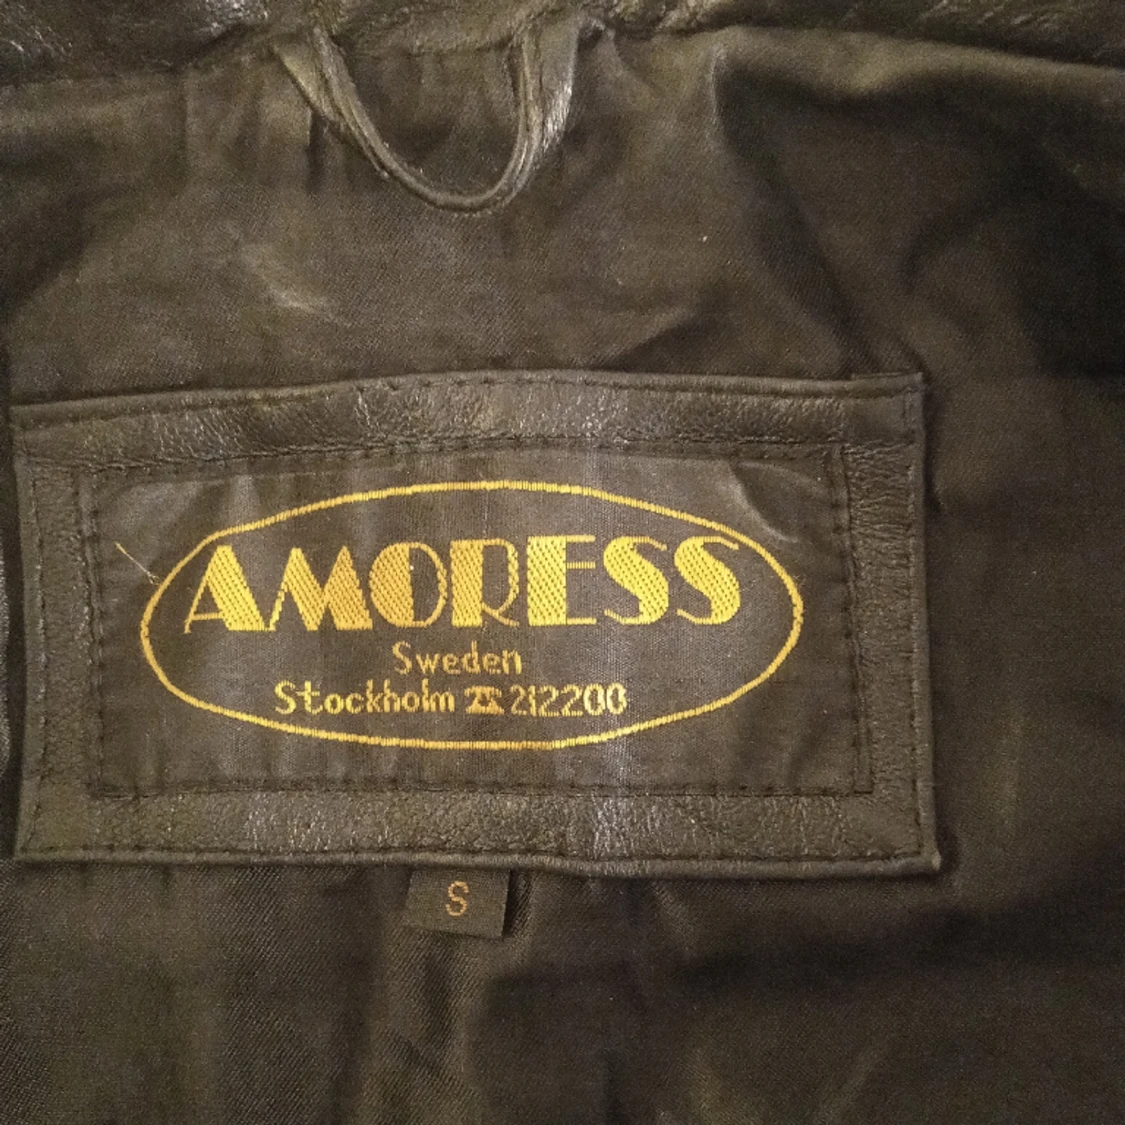 AMORESS
Sweden
Stockholm ☎ 212200
S